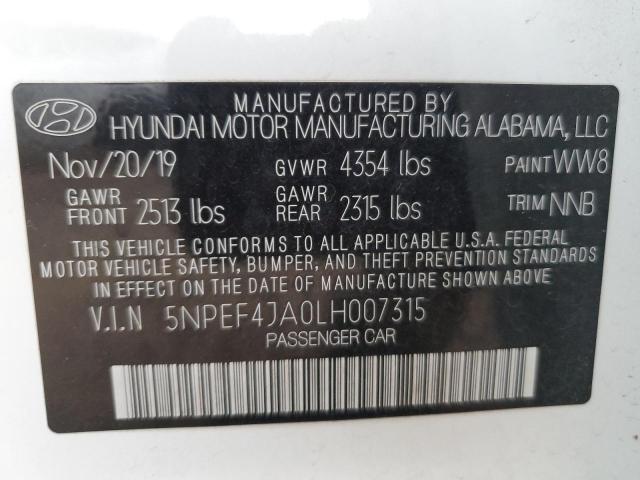 MANUFACTURED BY
HYUNDAI MOTOR MANUFACTURING ALABAMA, LLC
Nov/20/19 GVWR 4354 lbs PAINT WW8
GAWR FRONT 2513 lbs GAWR REAR 2315 lbs TRIM NNB
THIS VEHICLE CONFORMS TO ALL APPLICABLE U.S.A. FEDERAL
MOTOR VEHICLE SAFETY, BUMPER, AND THEFT PREVENTION STANDARDS
IN EFFECT ON THE DATE OF MANUFACTURE SHOWN ABOVE
V.I.N 5NPEF4JA0LH007315
PASSENGER CAR